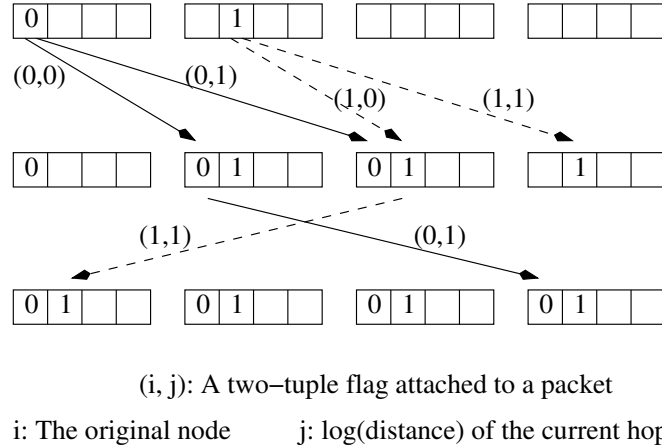 0 1
(0,0) (0,1) (1,0) (1,1)
0 0 1 0 1 1
(1,1) (0,1)
0 1 0 1 0 1 0 1
(i, j): A two−tuple flag attached to a packet
i: The original node j: log(distance) of the current hop